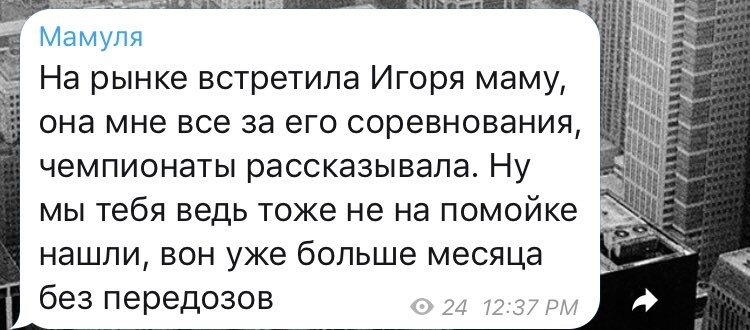 Мамуля
На рынке встретила Игоря маму,
она мне все за его соревнования,
чемпионаты рассказывала. Ну
мы тебя ведь тоже не на помойке
нашли, вон уже больше месяца
без передозов
24 12:37 PM